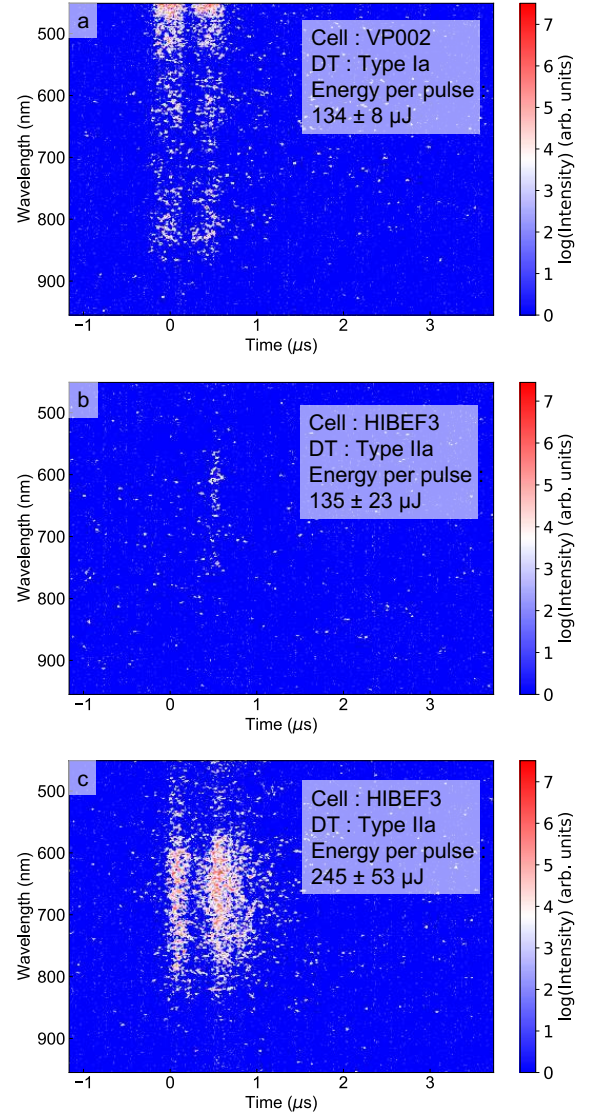 a
Cell : VP002
DT : Type Ia
Energy per pulse :
134 ± 8 µJ
450
500
600
700
800
900
Wavelength (nm)
−1 0 1 2 3
Time (µs)
7
6
5
4
3
2
1
0
log(Intensity) (arb. units)
b
Cell : HIBEF3
DT : Type IIa
Energy per pulse :
135 ± 23 µJ
500
600
700
800
900
Wavelength (nm)
−1 0 1 2 3
Time (µs)
7
6
5
4
3
2
1
0
log(Intensity) (arb. units)
c
Cell : HIBEF3
DT : Type IIa
Energy per pulse :
245 ± 53 µJ
500
600
700
800
900
Wavelength (nm)
−1 0 1 2 3
Time (µs)
7
6
5
4
3
2
1
0
log(Intensity) (arb. units)